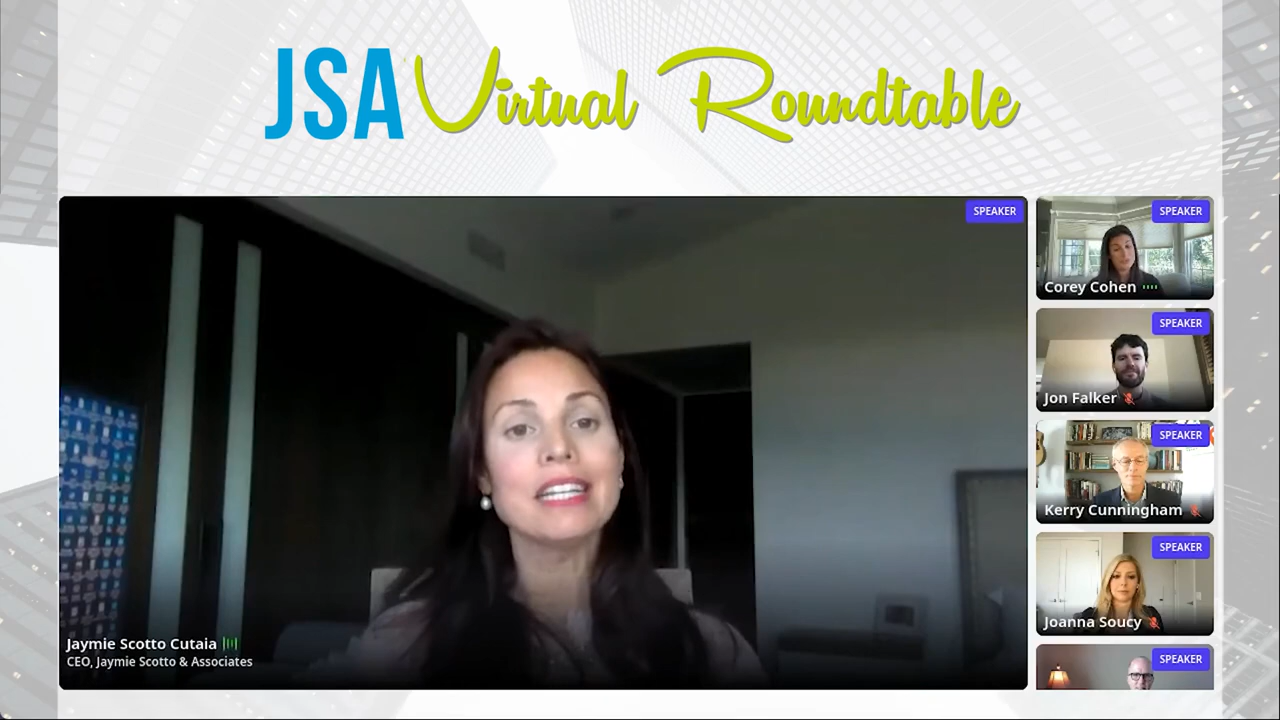 JSA Virtual Roundtable
SPEAKER
Jaymie Scotto Cutaia
CEO, Jaymie Scotto & Associates
SPEAKER
Corey Cohen
SPEAKER
Jon Falker
SPEAKER
Kerry Cunningham
SPEAKER
Joanna Soucy
SPEAKER